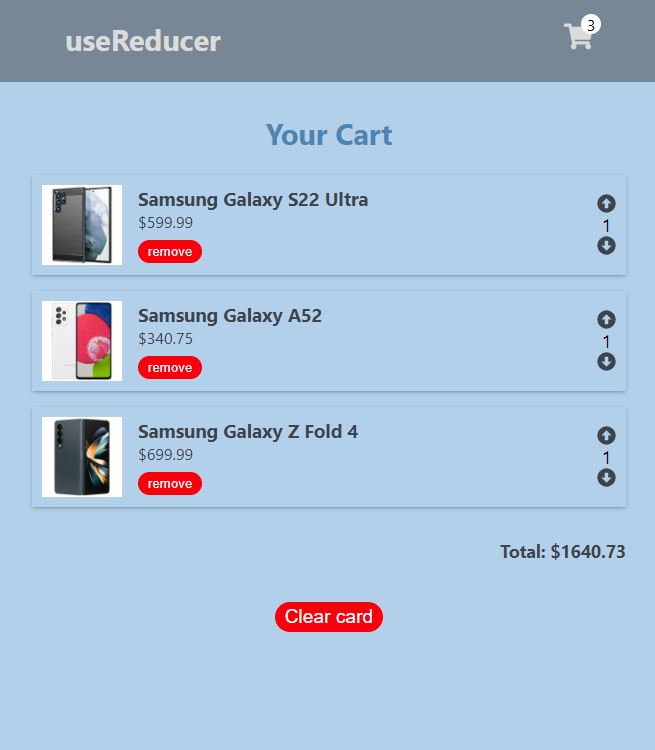 useReducer
3
Your Cart
Samsung Galaxy S22 Ultra
$599.99
1
remove
Samsung Galaxy A52
$340.75
1
remove
Samsung Galaxy Z Fold 4
$699.99
1
remove
Total: $1640.73
Clear card